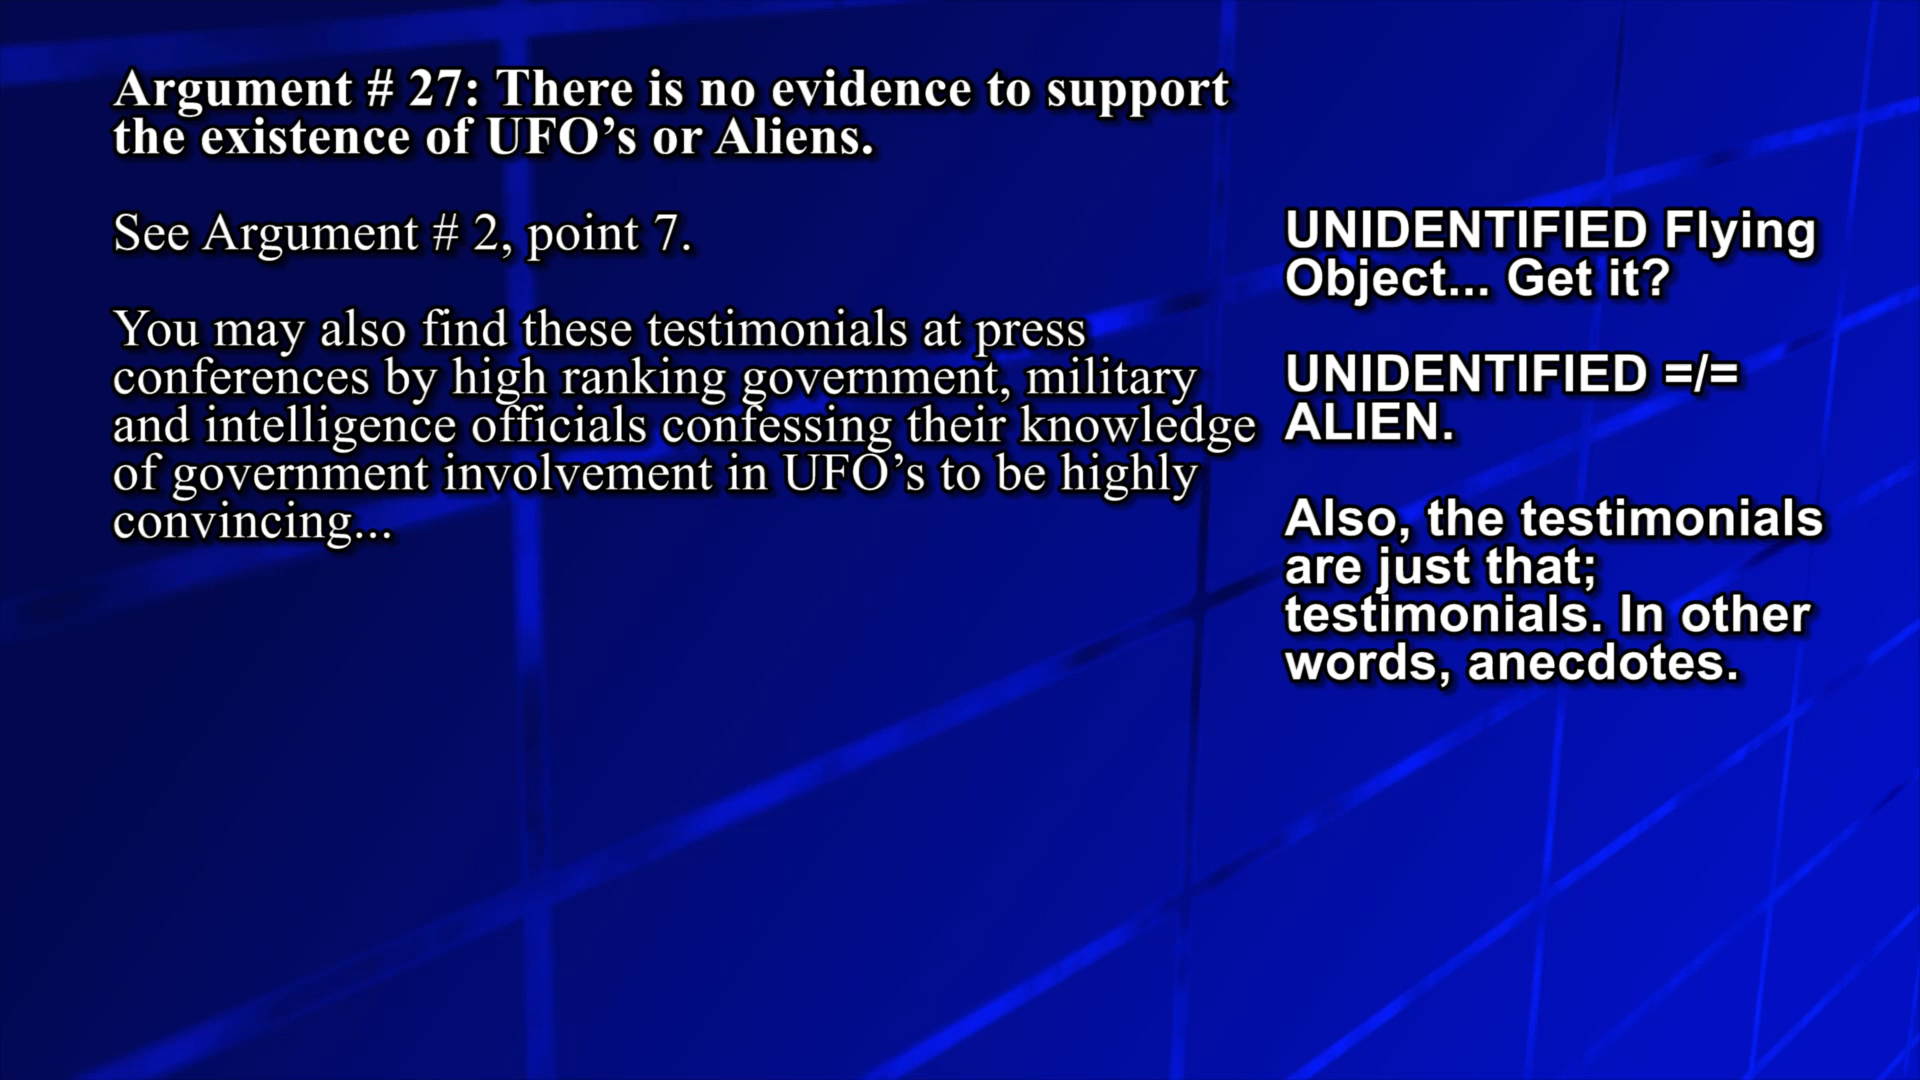 Argument # 27: There is no evidence to support
the existence of UFO’s or Aliens.
See Argument # 2, point 7.
You may also find these testimonials at press
conferences by high ranking government, military
and intelligence officials confessing their knowledge
of government involvement in UFO’s to be highly
convincing...
UNIDENTIFIED Flying
Object... Get it?
UNIDENTIFIED =/=
ALIEN.
Also, the testimonials
are just that;
testimonials. In other
words, anecdotes.